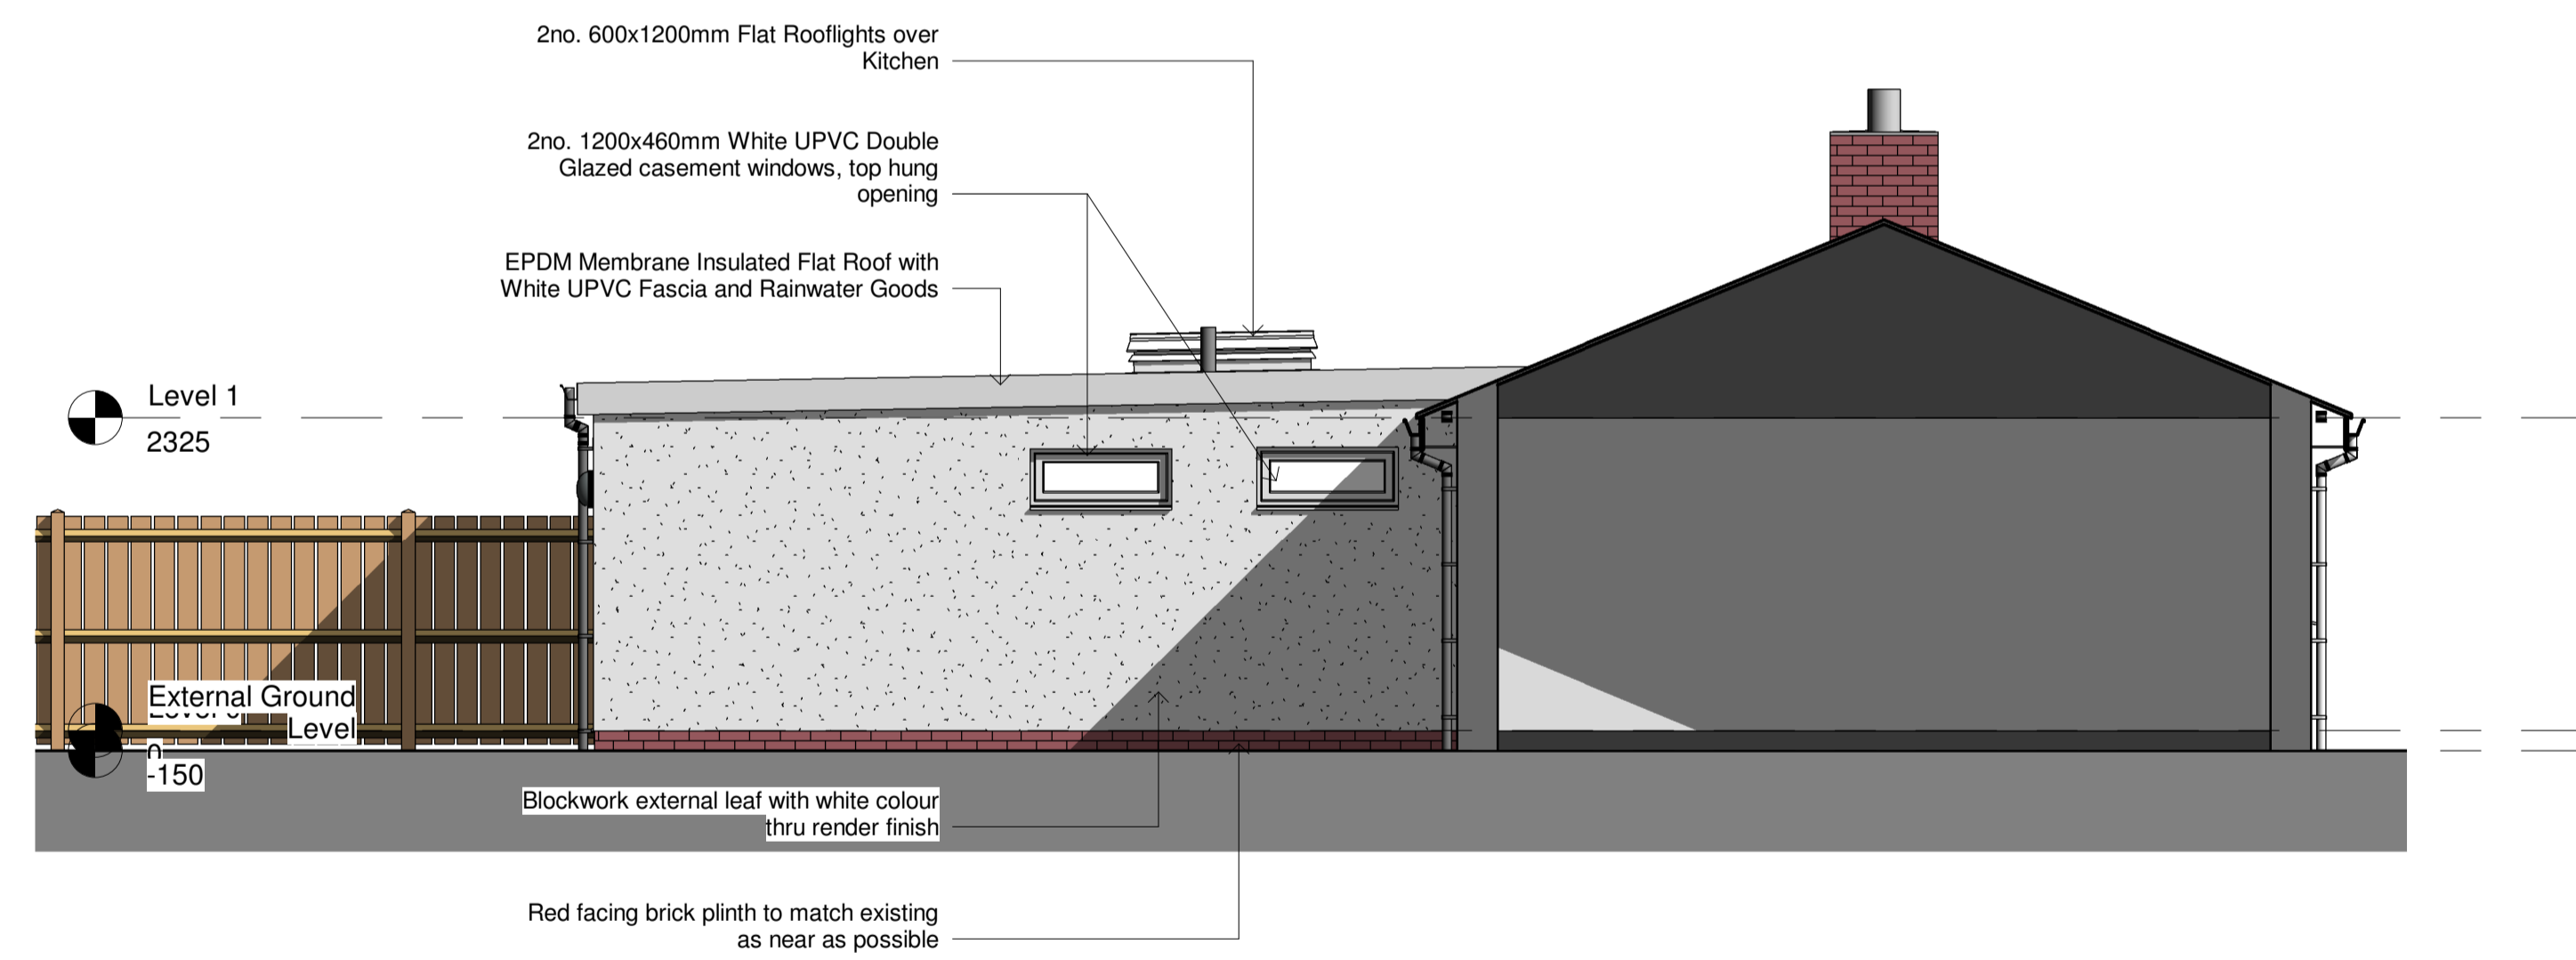 2no. 600x1200mm Flat Rooflights over
Kitchen
2no. 1200x460mm White UPVC Double
Glazed casement windows, top hung
opening
EPDM Membrane Insulated Flat Roof with
White UPVC Fascia and Rainwater Goods
Level 1
2325
External Ground
Level
0
-150
Blockwork external leaf with white colour
thru render finish
Red facing brick plinth to match existing
as near as possible